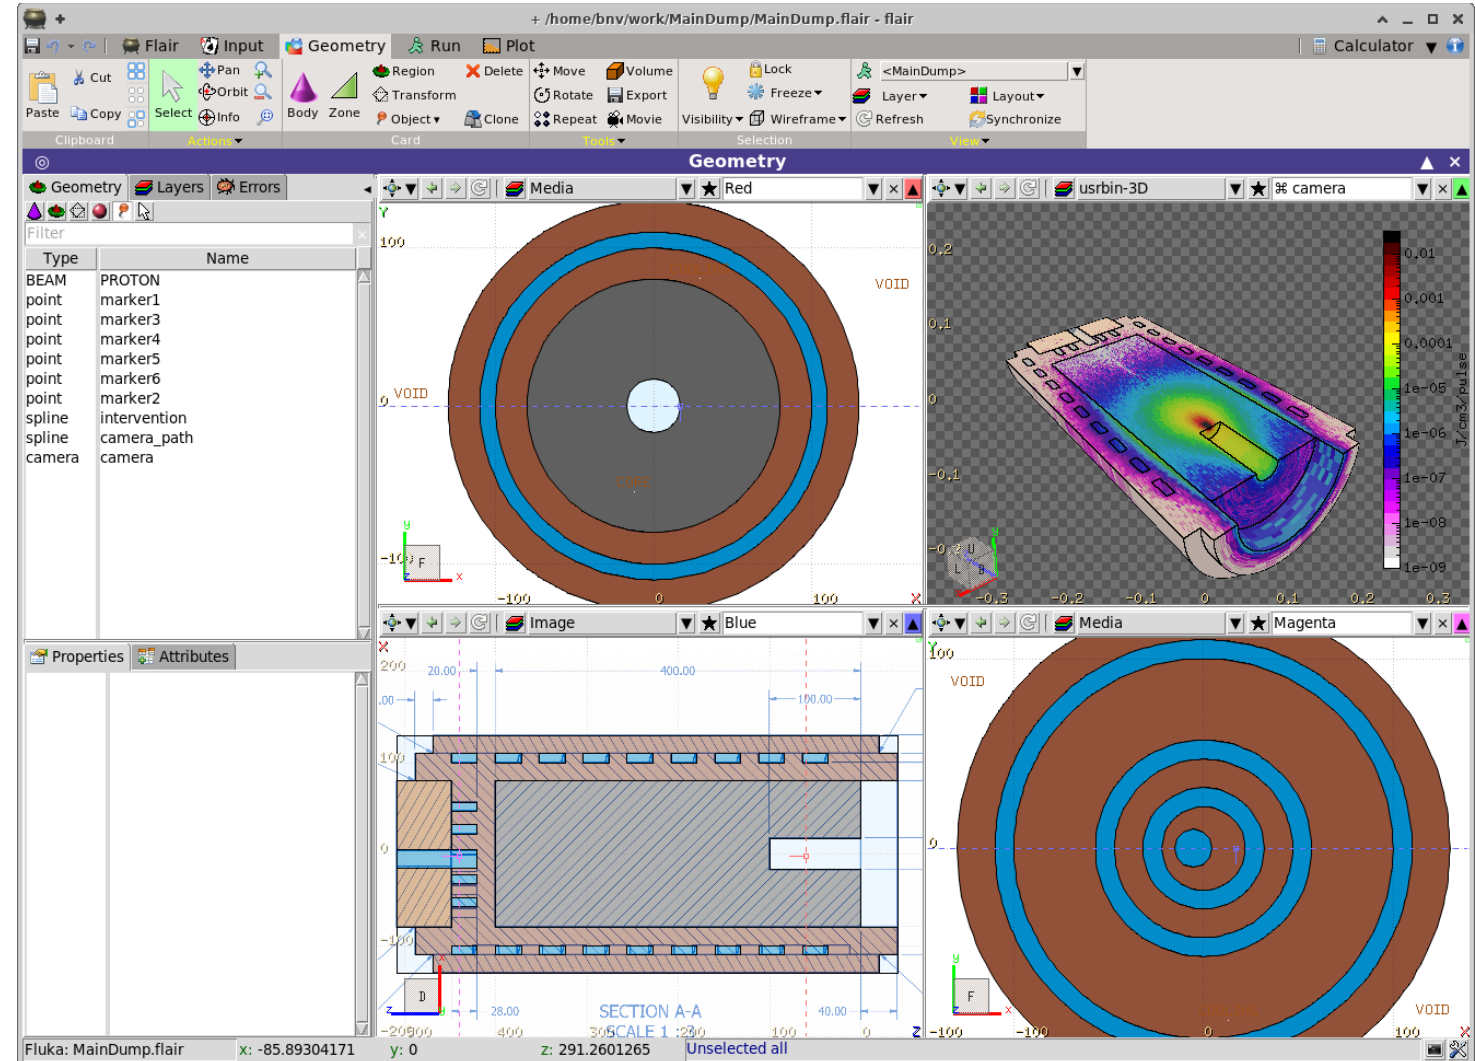 + /home/bnv/work/MainDump/MainDump.flair - flair
Flair Input Geometry Run Plot Calculator
Paste Cut Copy
Clipboard
Select Pan Orbit Info
Actions
Body Zone Region Transform Object Delete Clone
Card
Move Rotate Repeat Volume Export Movie
Tools
Visibility Lock Freeze Wireframe
Selection
<MainDump> Layer Refresh Layout Synchronize
View
Geometry
Geometry Layers Errors
Filter
Type Name
BEAM PROTON
point marker1
point marker3
point marker4
point marker5
point marker6
point marker2
spline intervention
spline camera_path
camera camera
Properties Attributes
Media Red
Y
100
VOID
VOID
0
y
F
x
-100 0 100 X
usrbin-3D camera
0.2
0.1
0
-0.1
0.01
0.001
0.0001
1e-05
1e-06
1e-07
1e-08
1e-09
J/cm3/pulse
U
L B
-0.3 -0.2 -0.1 0 0.1 0.2 0.3
Image Blue
X
200
20.00 400.00
.00 100.00
100
0
-100
D
z
28.00 SECTION A-A 40.00
SCALE 1
400 100 0 Z
Media Magenta
Y
100
VOID
0
y
F
x
VOID
-100 0 100 X
Fluka: MainDump.flair x: -85.89304171 y: 0 z: 291.2601265 Unselected all